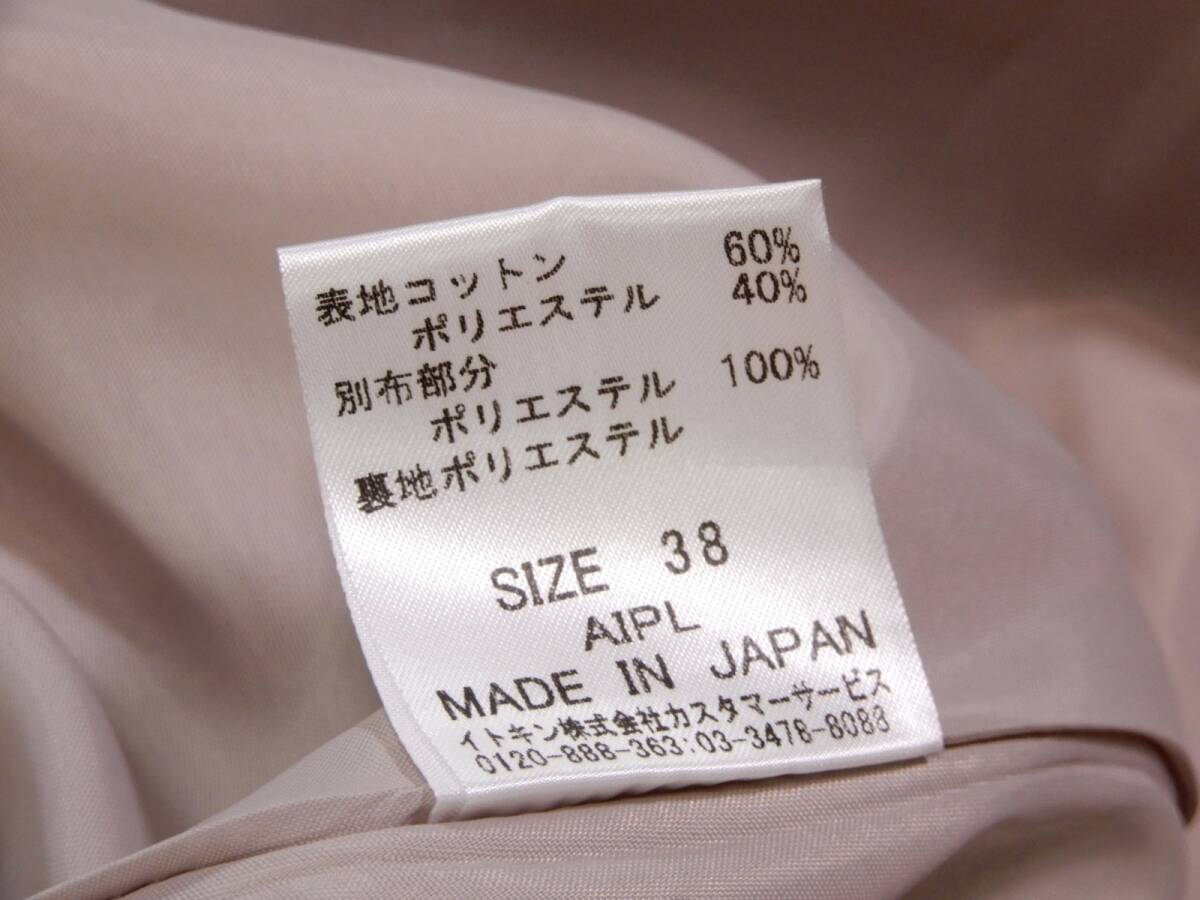 表地コットン 60%
ポリエステル 40%
別布部分
ポリエステル 100%
裏地ポリエステル
SIZE 38
AIPL
MADE IN JAPAN
イトキン株式会社カスタマーサービス
0120-888-363:03-3478-8088